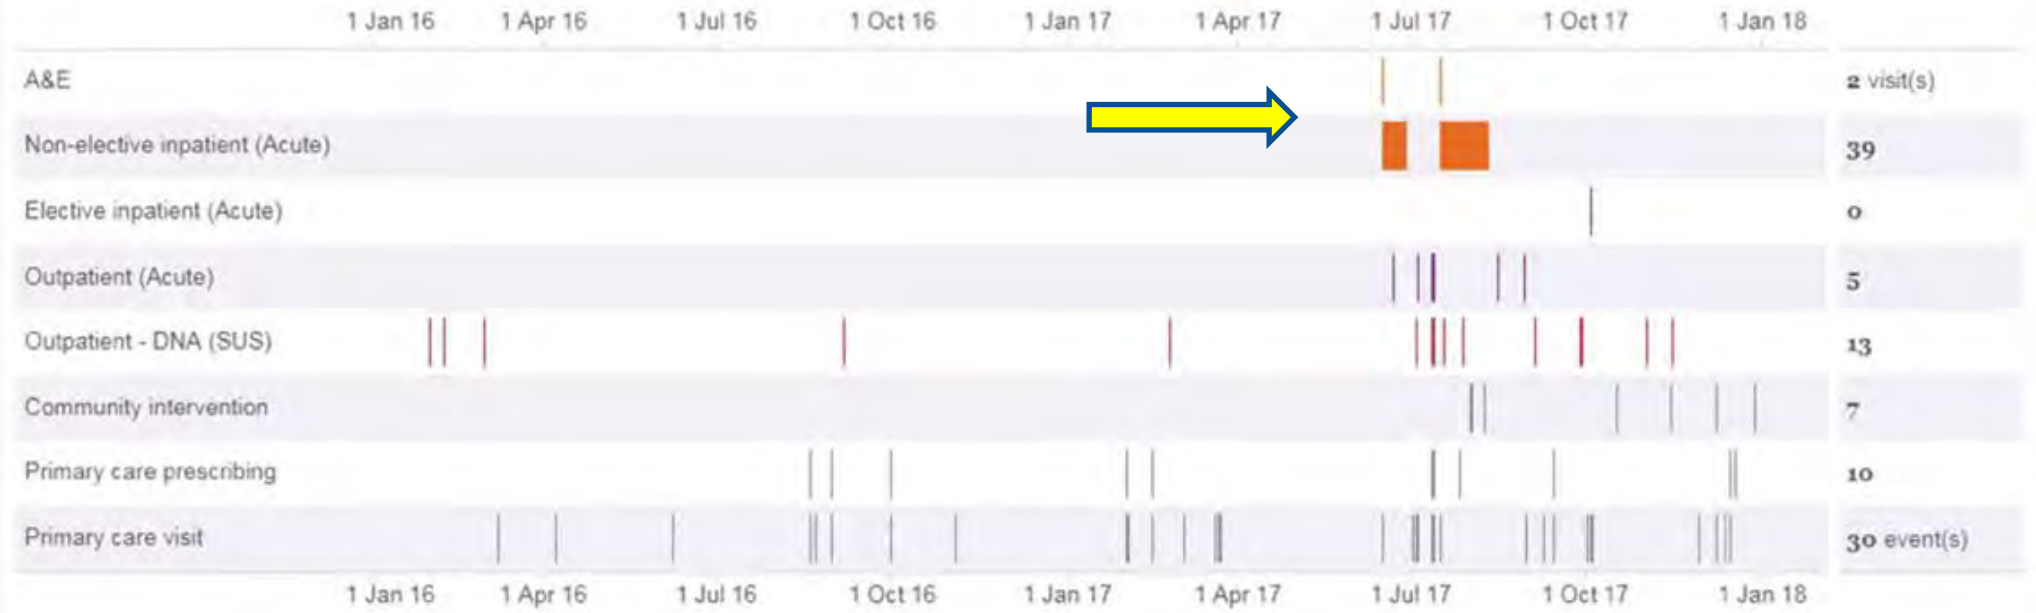 1 Jan 16 1 Apr 16 1 Jul 16 1 Oct 16 1 Jan 17 1 Apr 17 1 Jul 17 1 Oct 17 1 Jan 18
A&E 2 visit(s)
Non-elective inpatient (Acute) 39
Elective inpatient (Acute) 0
Outpatient (Acute) 5
Outpatient - DNA (SUS) 13
Community intervention 7
Primary care prescribing 10
Primary care visit 30 event(s)
1 Jan 16 1 Apr 16 1 Jul 16 1 Oct 16 1 Jan 17 1 Apr 17 1 Jul 17 1 Oct 17 1 Jan 18